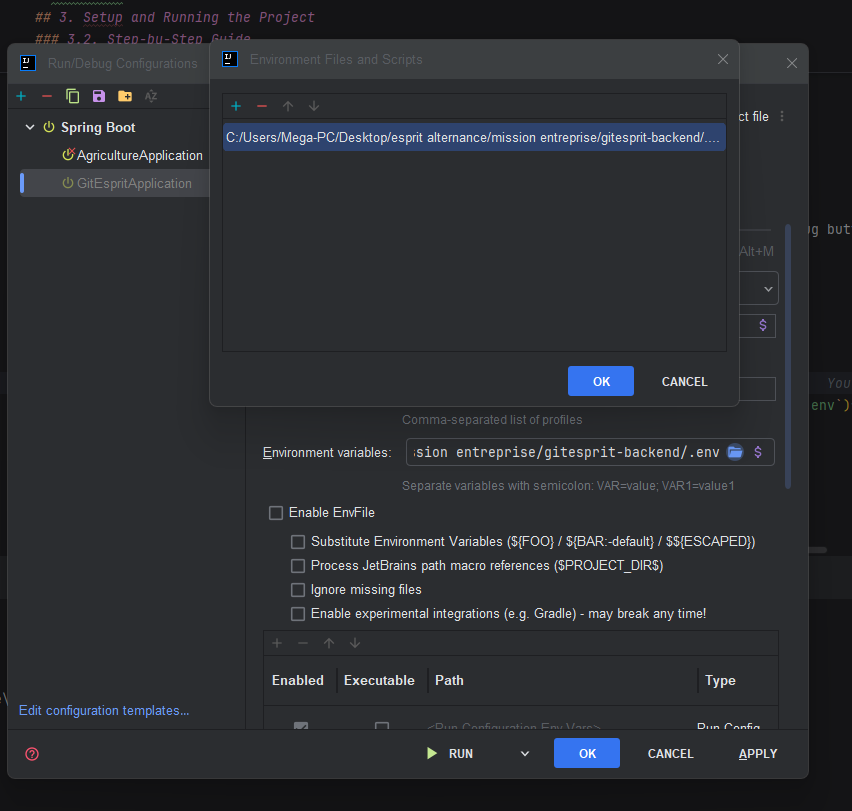 ## 3. Setup and Running the Project
### 3.2. Step-by-Step Guide
Run/Debug Configurations
Environment Files and Scripts
Spring Boot
ct file
AgricultureApplication
C:/Users/Mega-PC/Desktop/esprit alternance/mission entreprise/gitesprit-backend/....
GitEspritApplication
ug but
Alt+M
$
You
OK
CANCEL
env`)
Comma-separated list of profiles
Environment variables:
ssion entreprise/gitesprit-backend/.env
$
Separate variables with semicolon: VAR=value; VAR1=value1
Enable EnvFile
Substitute Environment Variables (${FOO} / ${BAR:-default} / $${ESCAPED})
Process JetBrains path macro references ($PROJECT_DIR$)
Ignore missing files
Enable experimental integrations (e.g. Gradle) - may break any time!
Enabled
Executable
Path
Type
Edit configuration templates...
<Run Configuration Env Vars>
Run Config
RUN
OK
CANCEL
APPLY